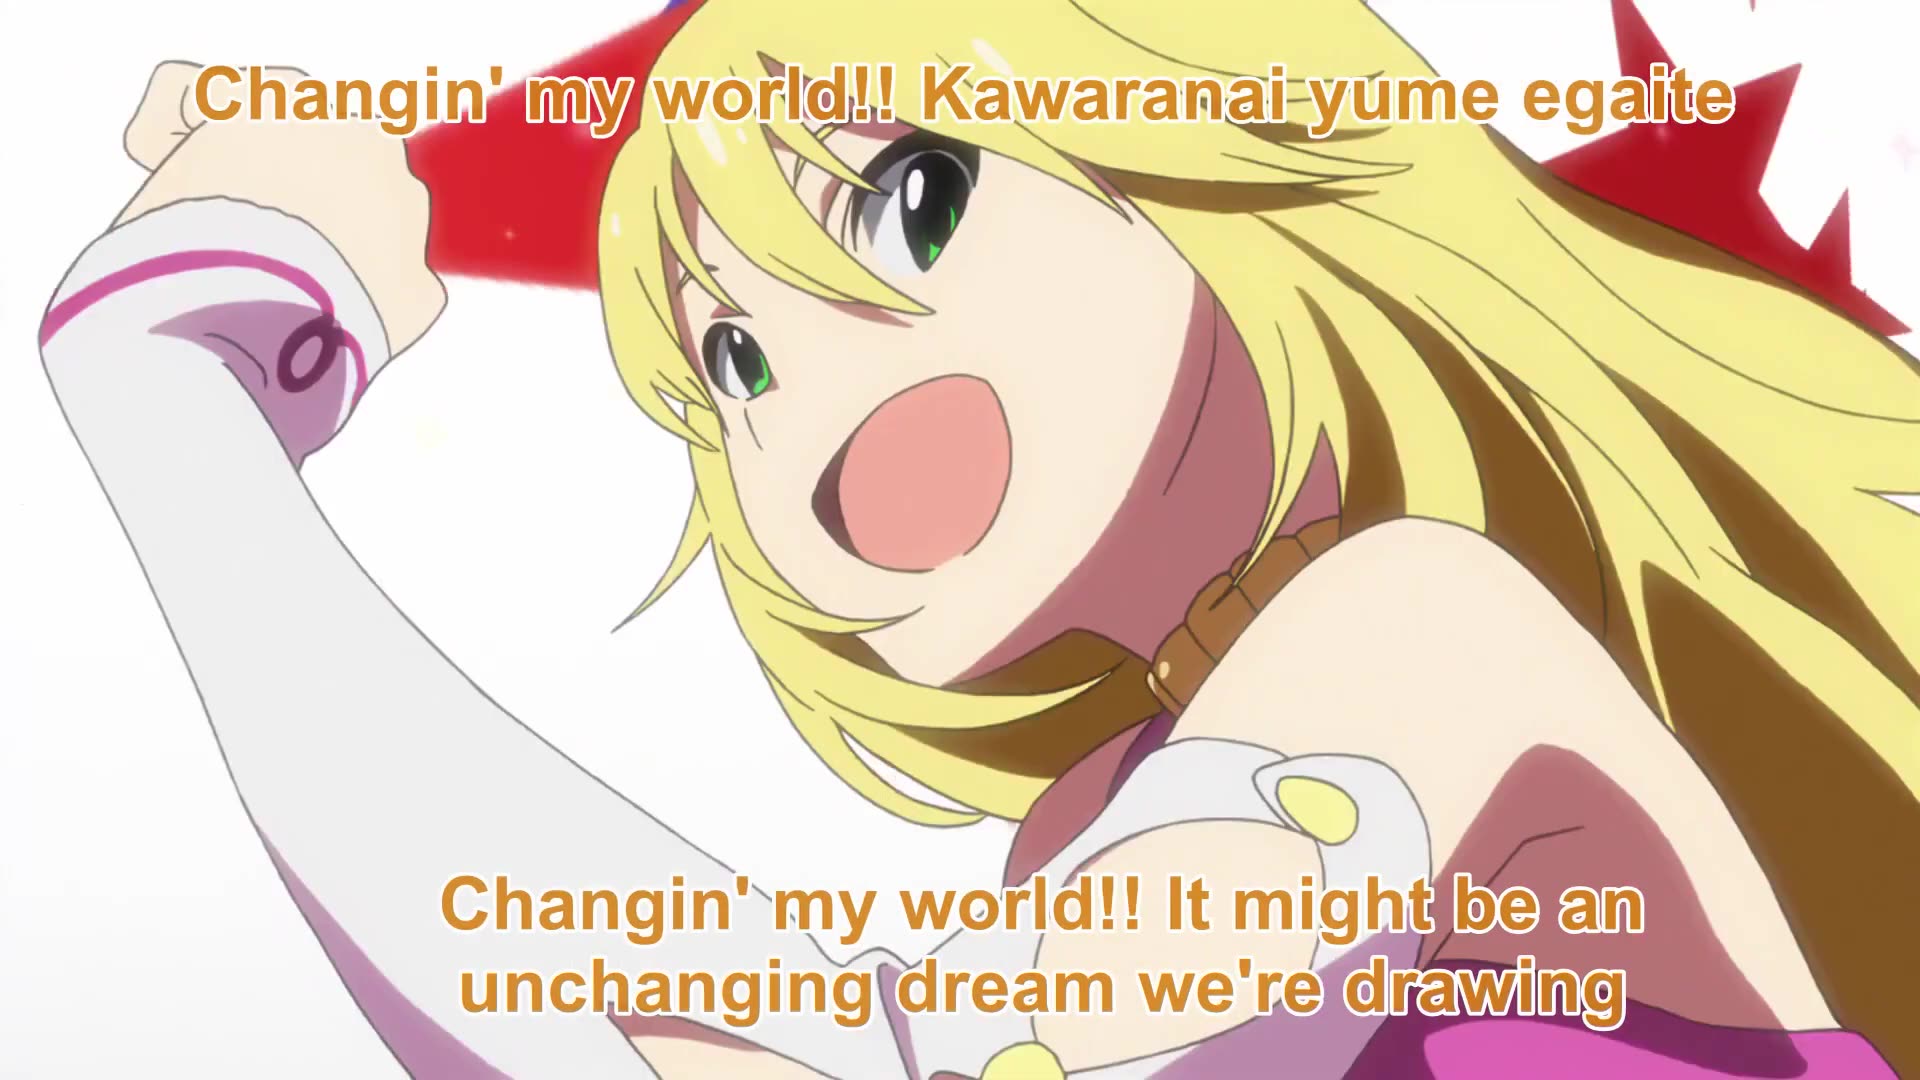 Changin' my world!! Kawaranai yume egaite
Changin' my world!! It might be an
unchanging dream we're drawing